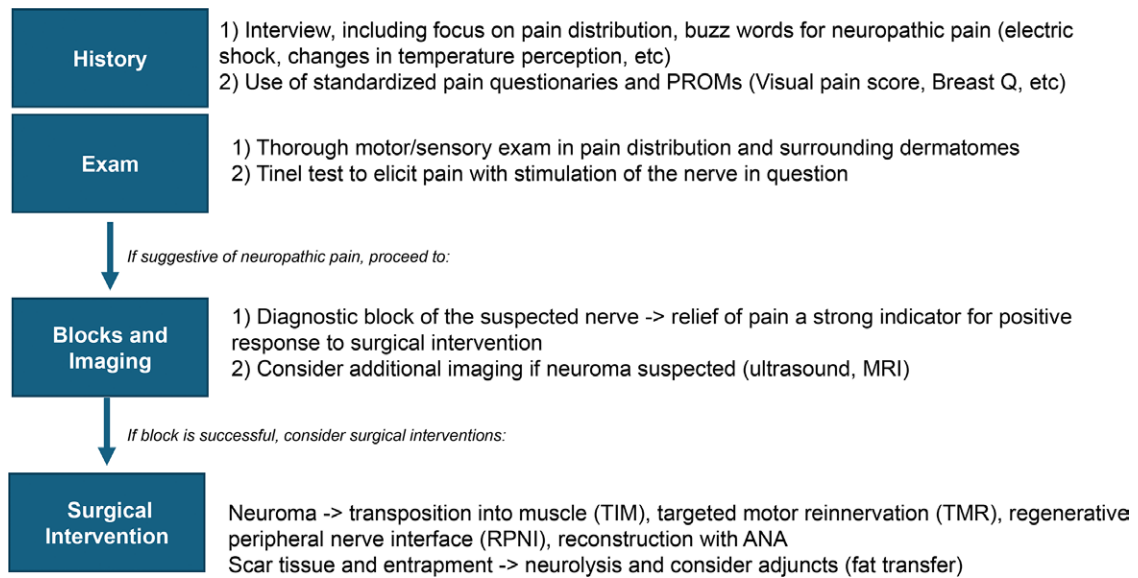 History
1) Interview, including focus on pain distribution, buzz words for neuropathic pain (electric
shock, changes in temperature perception, etc)
2) Use of standardized pain questionaries and PROMs (Visual pain score, Breast Q, etc)
Exam
1) Thorough motor/sensory exam in pain distribution and surrounding dermatomes
2) Tinel test to elicit pain with stimulation of the nerve in question
If suggestive of neuropathic pain, proceed to:
Blocks and
Imaging
1) Diagnostic block of the suspected nerve -> relief of pain a strong indicator for positive
response to surgical intervention
2) Consider additional imaging if neuroma suspected (ultrasound, MRI)
If block is successful, consider surgical interventions:
Surgical
Intervention
Neuroma -> transposition into muscle (TIM), targeted motor reinnervation (TMR), regenerative
peripheral nerve interface (RPNI), reconstruction with ANA
Scar tissue and entrapment -> neurolysis and consider adjuncts (fat transfer)